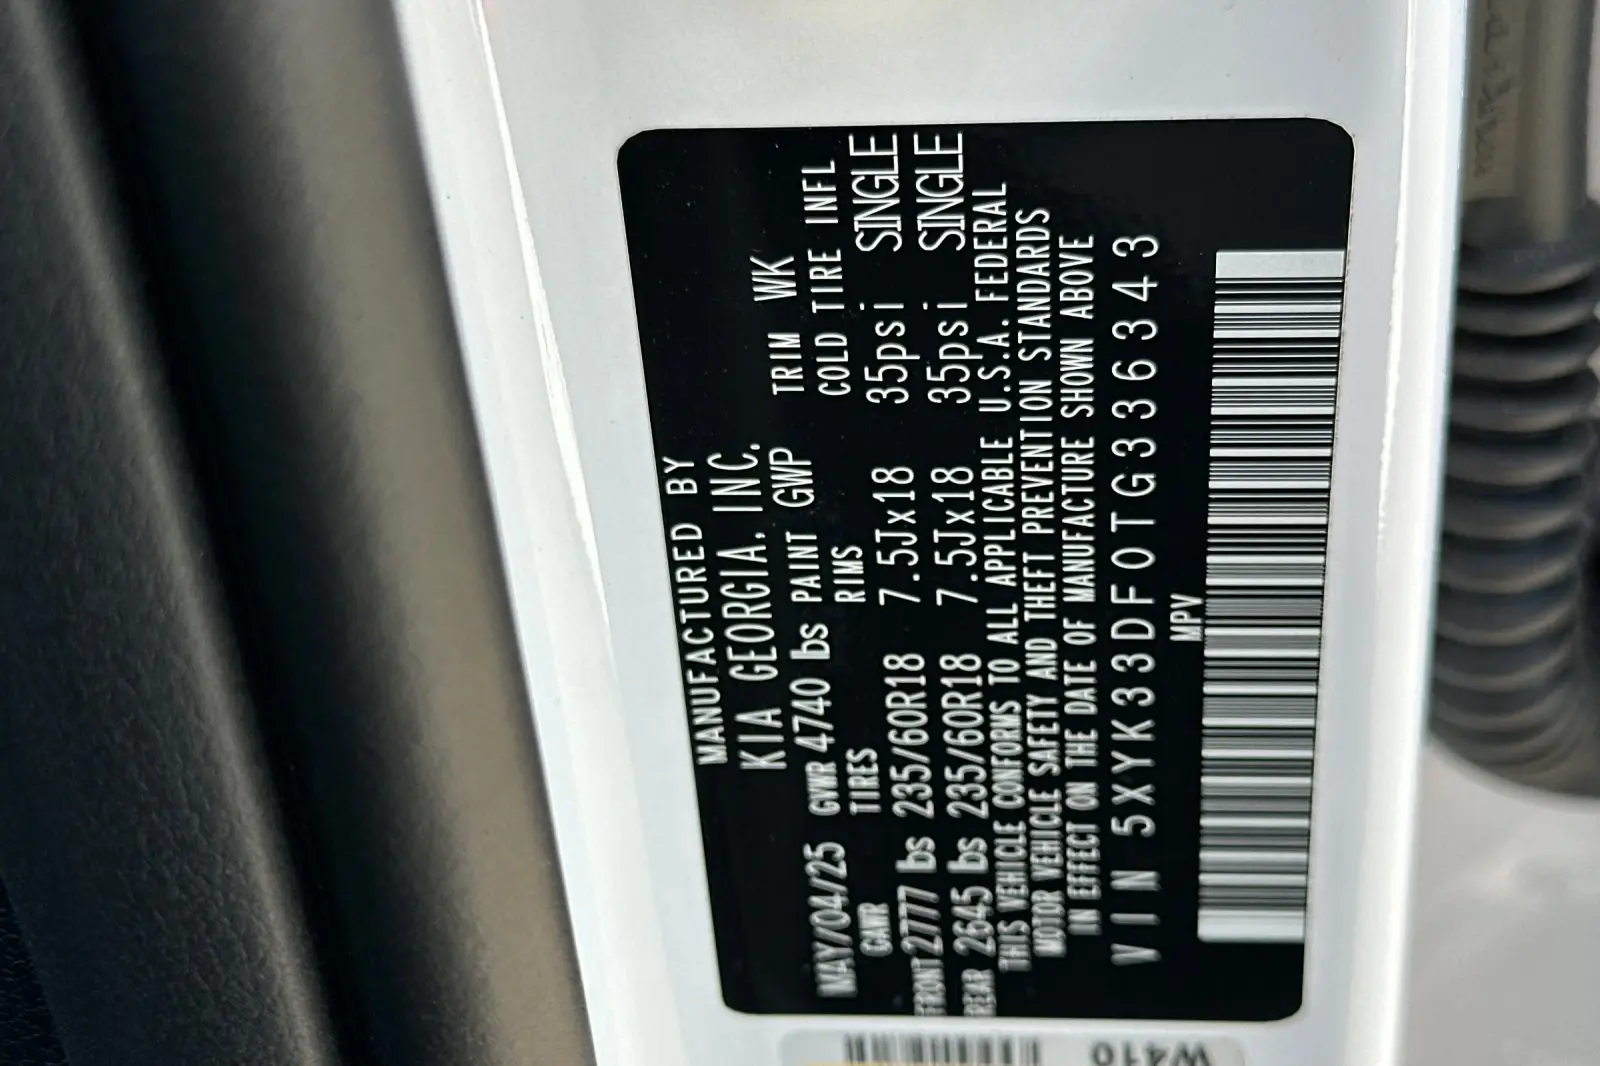 MANUFACTURED BY
KIA GEORGIA, INC.
MAY/04/25 GVWR 4740 lbs PAINT GWP TRIM WK
GAWR TIRES RIMS COLD TIRE INFL
FRONT 2777 lbs 235/60R18 7.5Jx18 35psi SINGLE
REAR 2645 lbs 235/60R18 7.5Jx18 35psi SINGLE
THIS VEHICLE CONFORMS TO ALL APPLICABLE U.S.A. FEDERAL
MOTOR VEHICLE SAFETY AND THEFT PREVENTION STANDARDS
IN EFFECT ON THE DATE OF MANUFACTURE SHOWN ABOVE
VIN 5XYK33DF0TG336343
MPV
W410